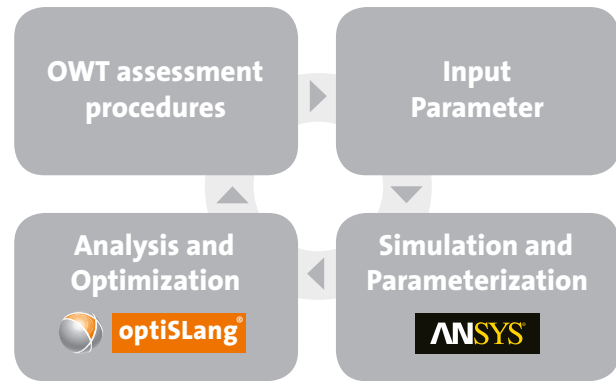 OWT assessment
procedures
Input
Parameter
Analysis and
Optimization
optiSLang®
Simulation and
Parameterization
ANSYS®